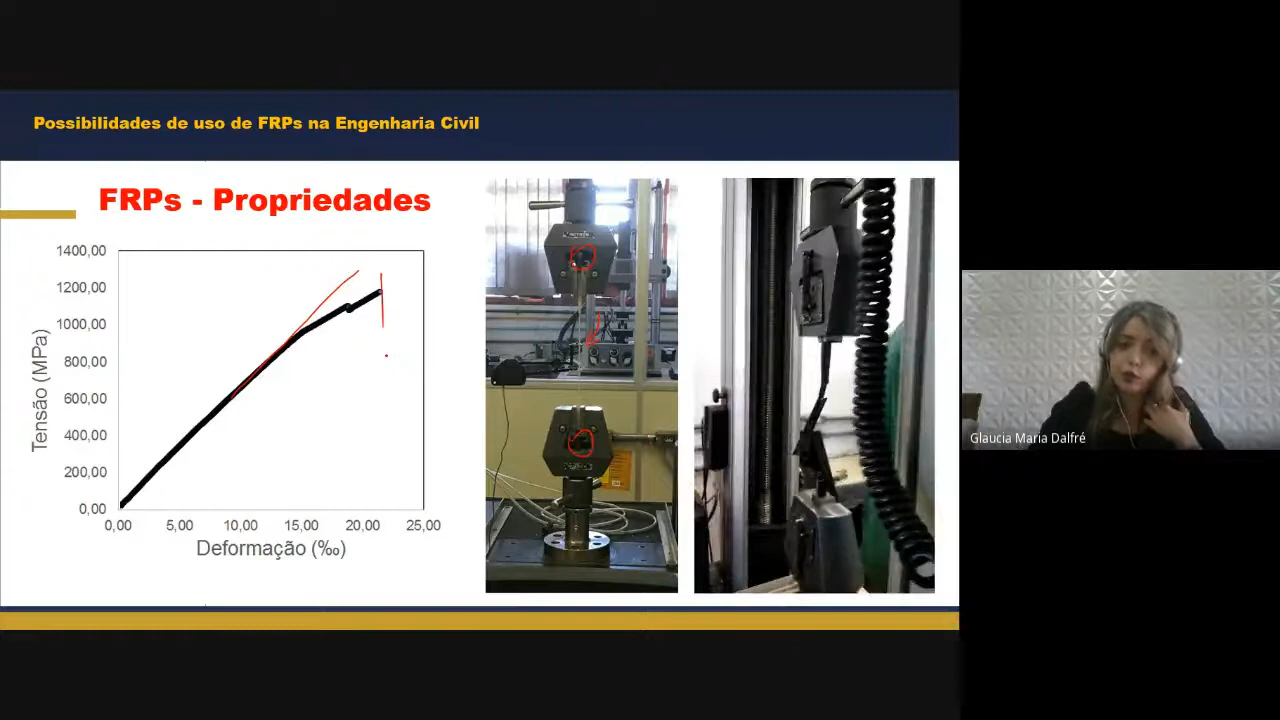 Possibilidades de uso de FRPs na Engenharia Civil
FRPs - Propriedades
1400,00
1200,00
1000,00
800,00
600,00
400,00
200,00
0,00
Tensão (MPa)
0,00 5,00 10,00 15,00 20,00 25,00
Deformação (‰)
Glaucia Maria Dalfré